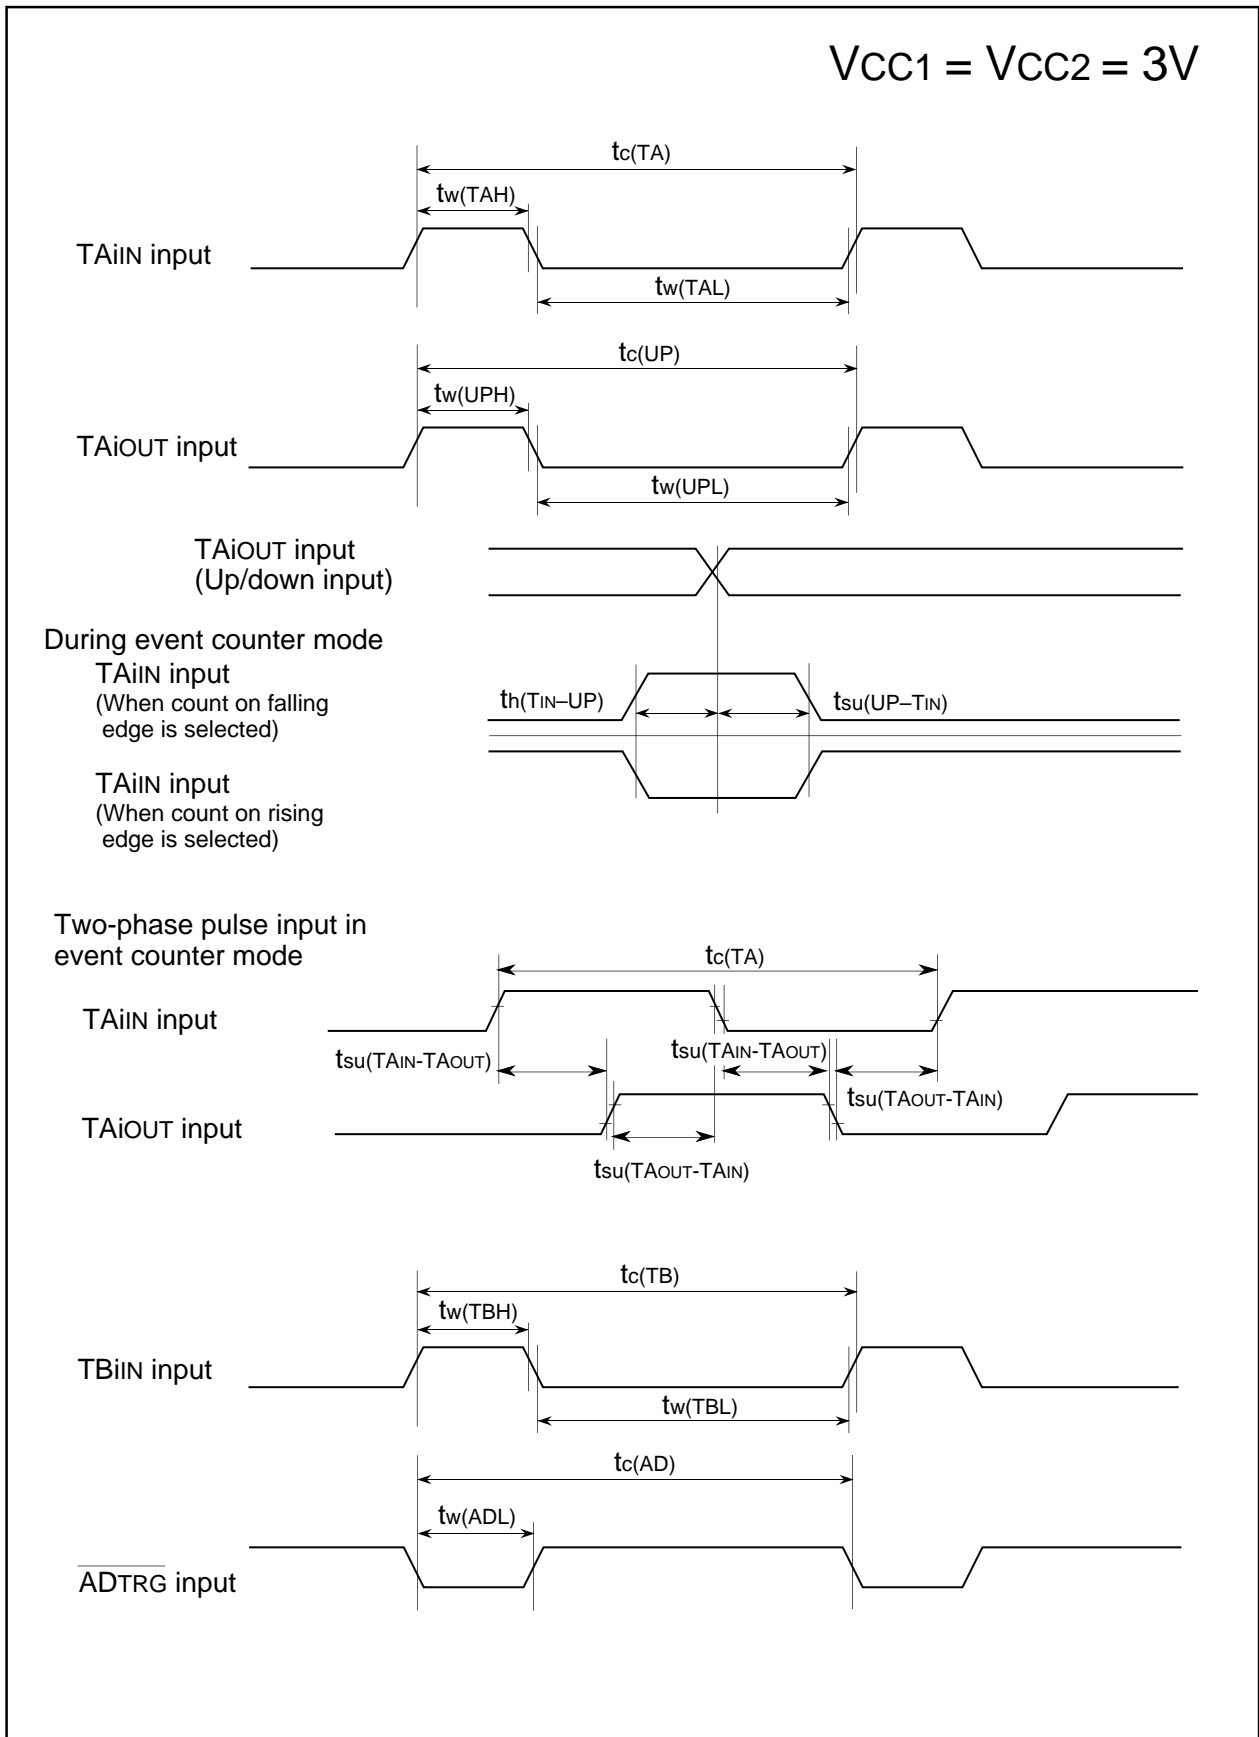 VCC1 = VCC2 = 3V
tc(TA)
tw(TAH)
TAiIN input
tw(TAL)
tc(UP)
tw(UPH)
TAiOUT input
tw(UPL)
TAiOUT input
(Up/down input)
During event counter mode
TAiIN input
(When count on falling
edge is selected)
th(TIN–UP)
tsu(UP–TIN)
TAiIN input
(When count on rising
edge is selected)
Two-phase pulse input in
event counter mode
tc(TA)
TAiIN input
tsu(TAIN-TAOUT)
tsu(TAIN-TAOUT)
tsu(TAOUT-TAIN)
TAiOUT input
tsu(TAOUT-TAIN)
tc(TB)
tw(TBH)
TBiIN input
tw(TBL)
tc(AD)
tw(ADL)
ADTRG input